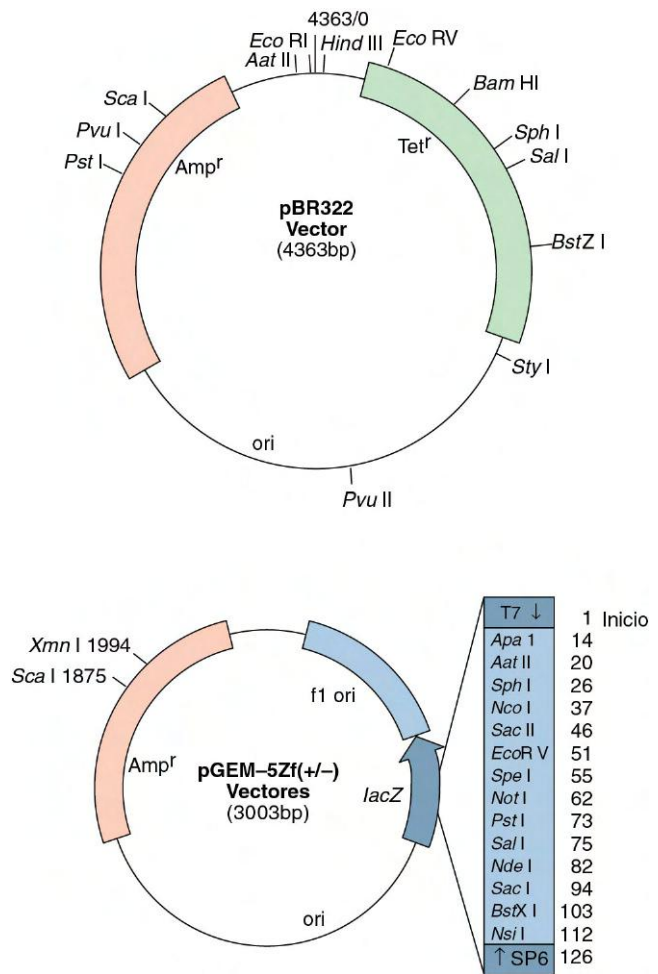 4363/0
Eco RI
Hind III
Eco RV
Aat II
Bam HI
Sca I
Sph I
Pvu I
Sal I
Pst I
Ampʳ
Tetʳ
pBR322
Vector
(4363bp)
BstZ I
Sty I
ori
Pvu II
T7 ↓ 1 Inicio
Apa 1 14
Aat II 20
Sph I 26
Nco I 37
Sac II 46
EcoR V 51
Spe I 55
Not I 62
Pst I 73
Sal I 75
Nde I 82
Sac I 94
BstX I 103
Nsi I 112
↑ SP6 126
Xmn I 1994
Sca I 1875
f1 ori
Ampʳ
pGEM–5Zf(+/–)
Vectores
(3003bp)
lacZ
ori